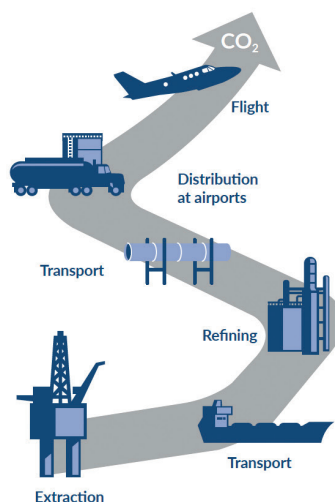 CO₂
Flight
Distribution
at airports
Transport
Refining
Transport
Extraction